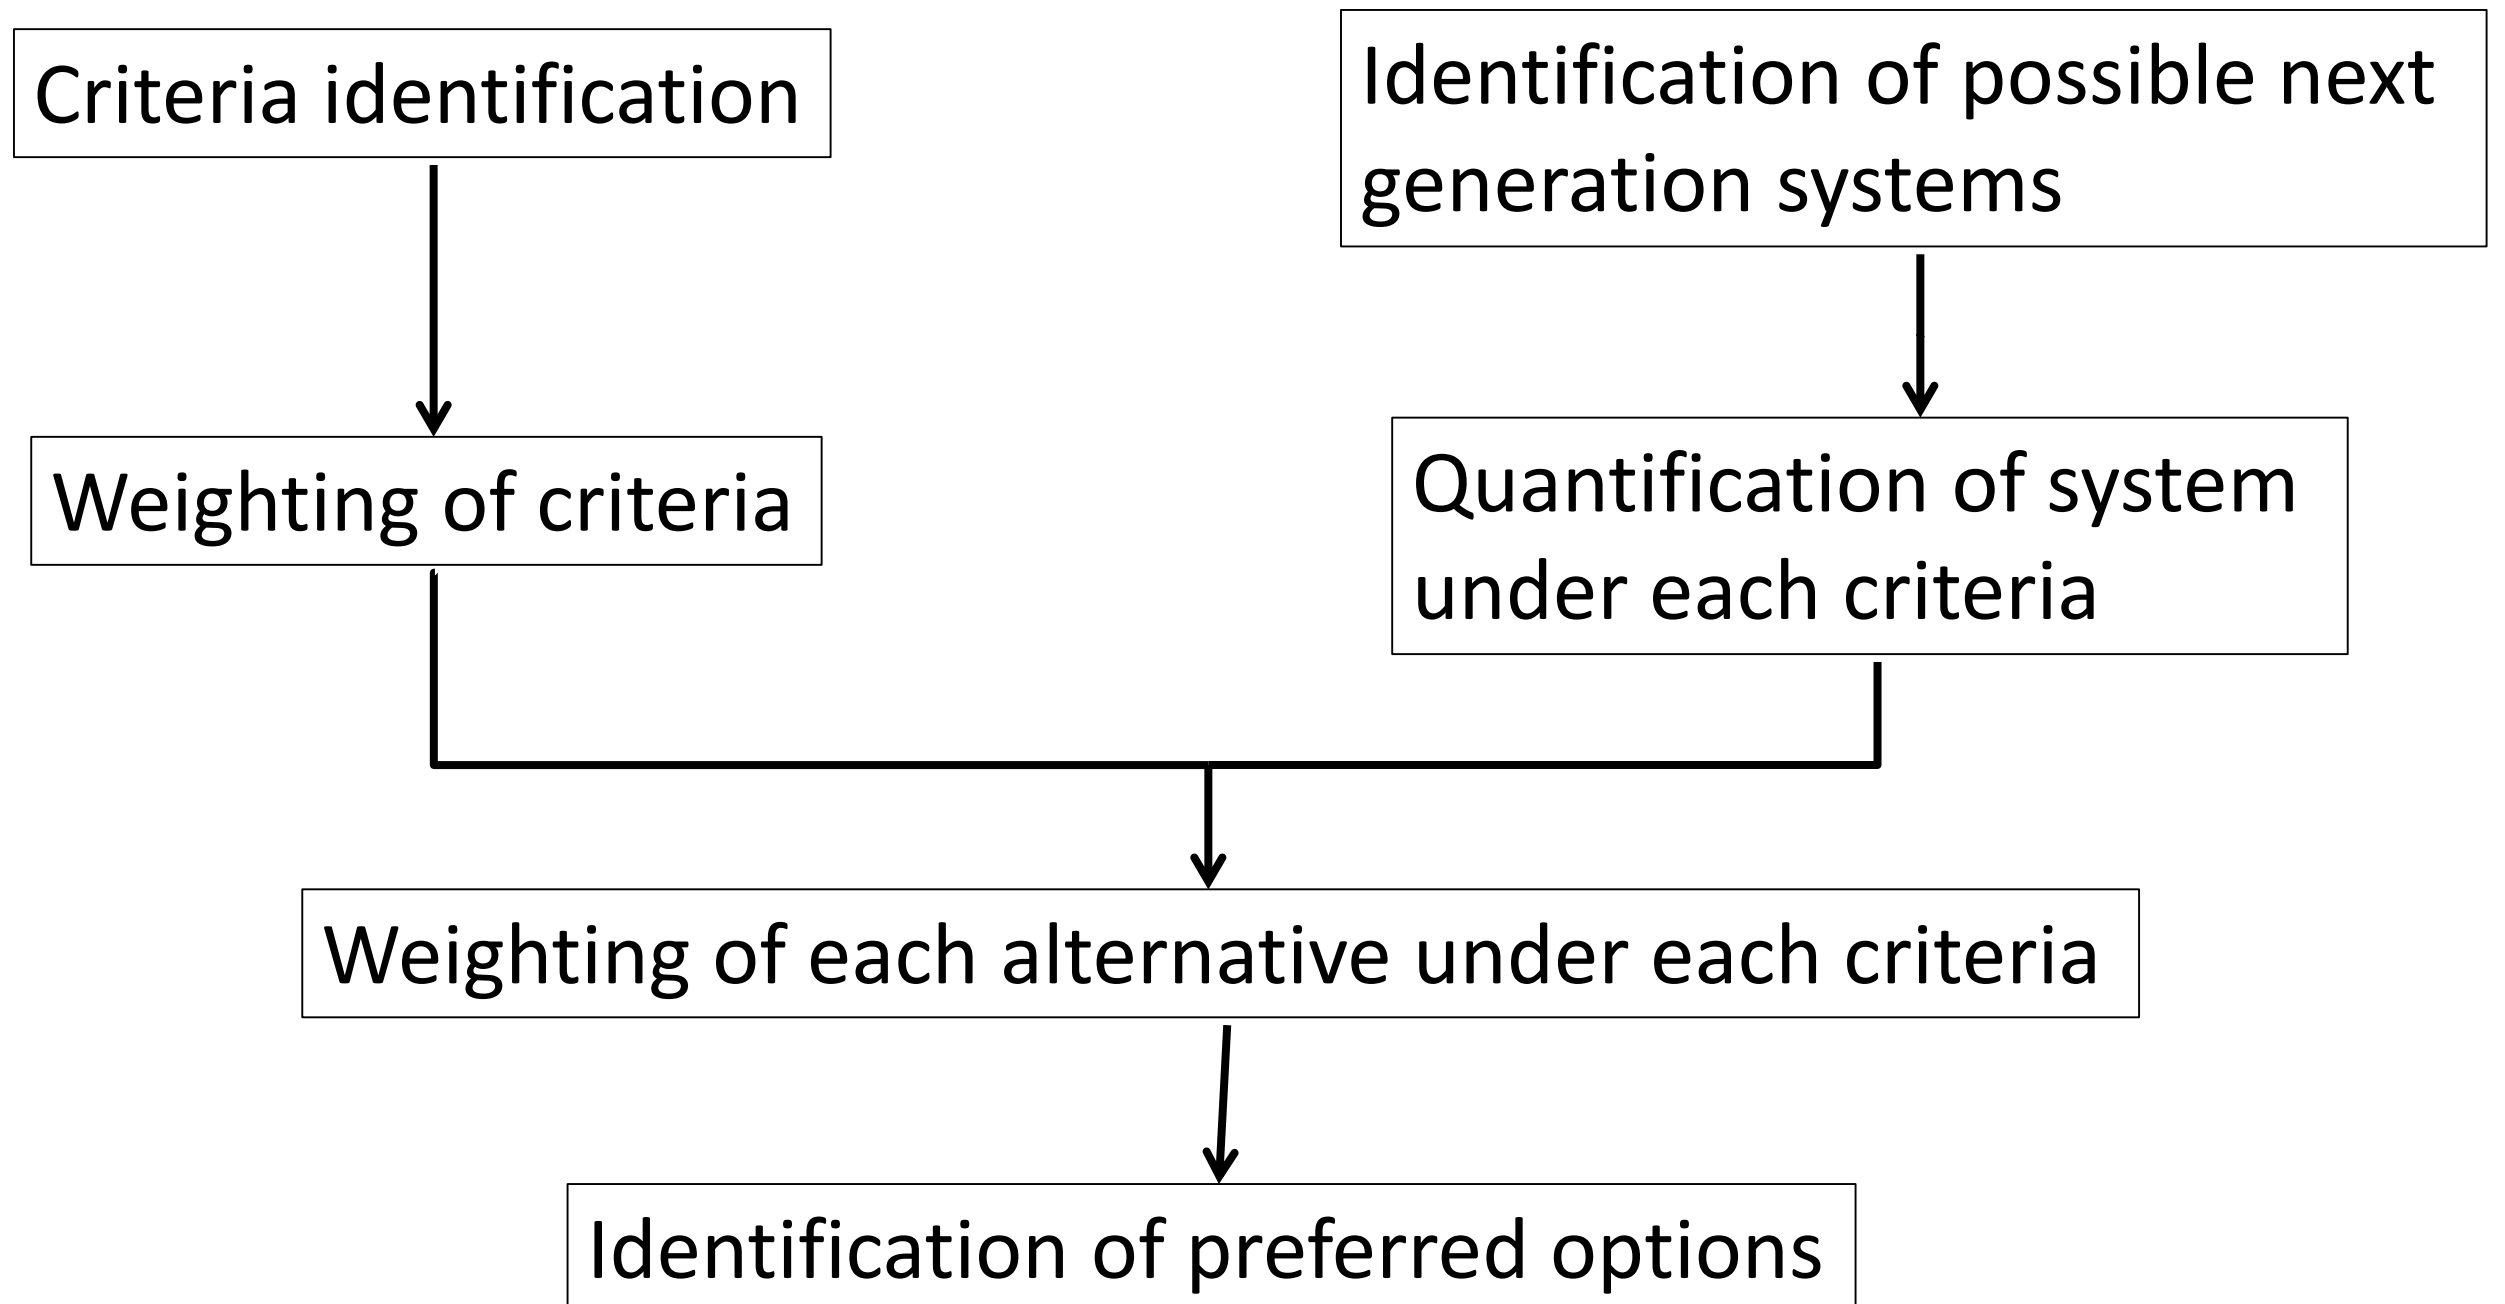 Criteria identification
Identification of possible next
generation systems
Weighting of criteria
Quantification of system
under each criteria
Weighting of each alternative under each criteria
Identification of preferred options